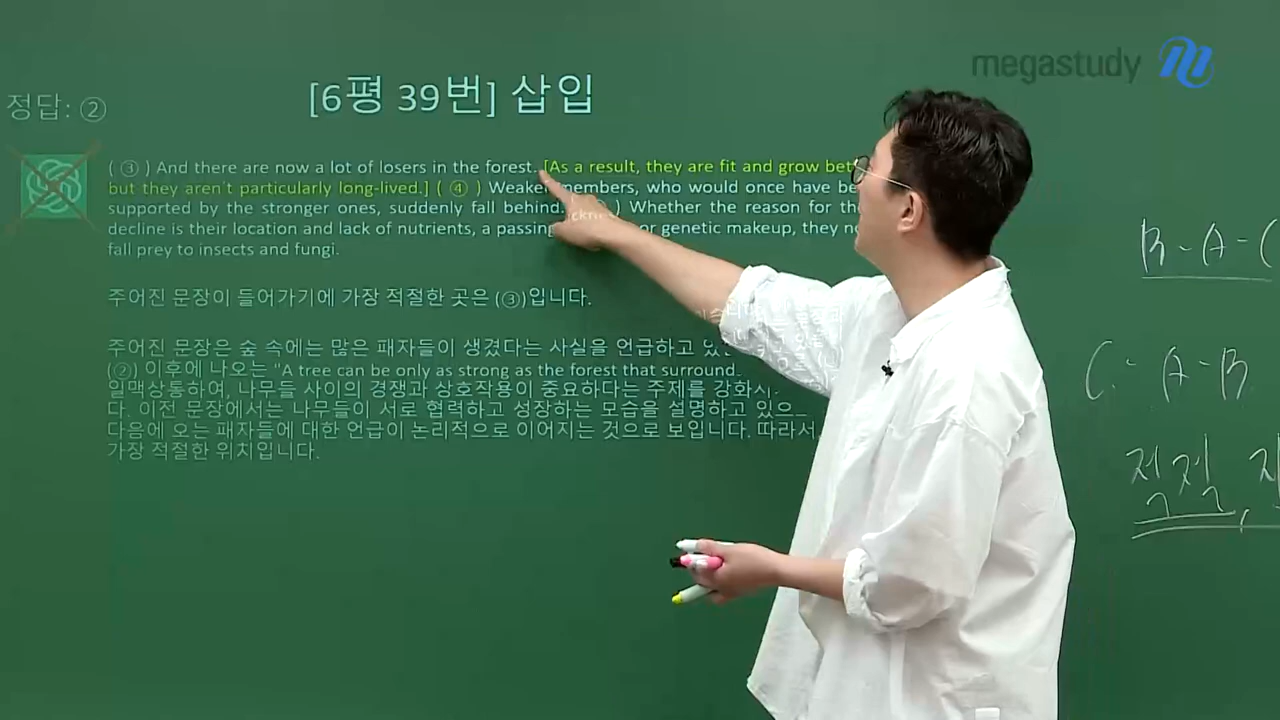 megastudy
[6평 39번] 삽입
정답: ②
( ③ ) And there are now a lot of losers in the forest. [As a result, they are fit and grow
but they aren't particularly long-lived.] ( ④ ) Weaker members, who would once have
supported by the stronger ones, suddenly fall behind. ) Whether the reason for
decline is their location and lack of nutrients, a passing or genetic makeup, they
fall prey to insects and fungi.
주어진 문장이 들어가기에 가장 적절한 곳은 (③)입니다.
주어진 문장은 숲 속에는 많은 패자들이 생겼다는 사실을 언급하고
(②) 이후에 나오는 "A tree can be only as strong as the forest that
일맥상통하여, 나무들 사이의 경쟁과 상호작용이 중요하다는 주제를
다. 이전 문장에서는 나무들이 서로 협력하고 성장하는 모습을 설명하고
다음에 오는 패자들에 대한 언급이 논리적으로 이어지는 것으로 보입니다. 따라서
가장 적절한 위치입니다.
B - A - C
C - A - B
적절,